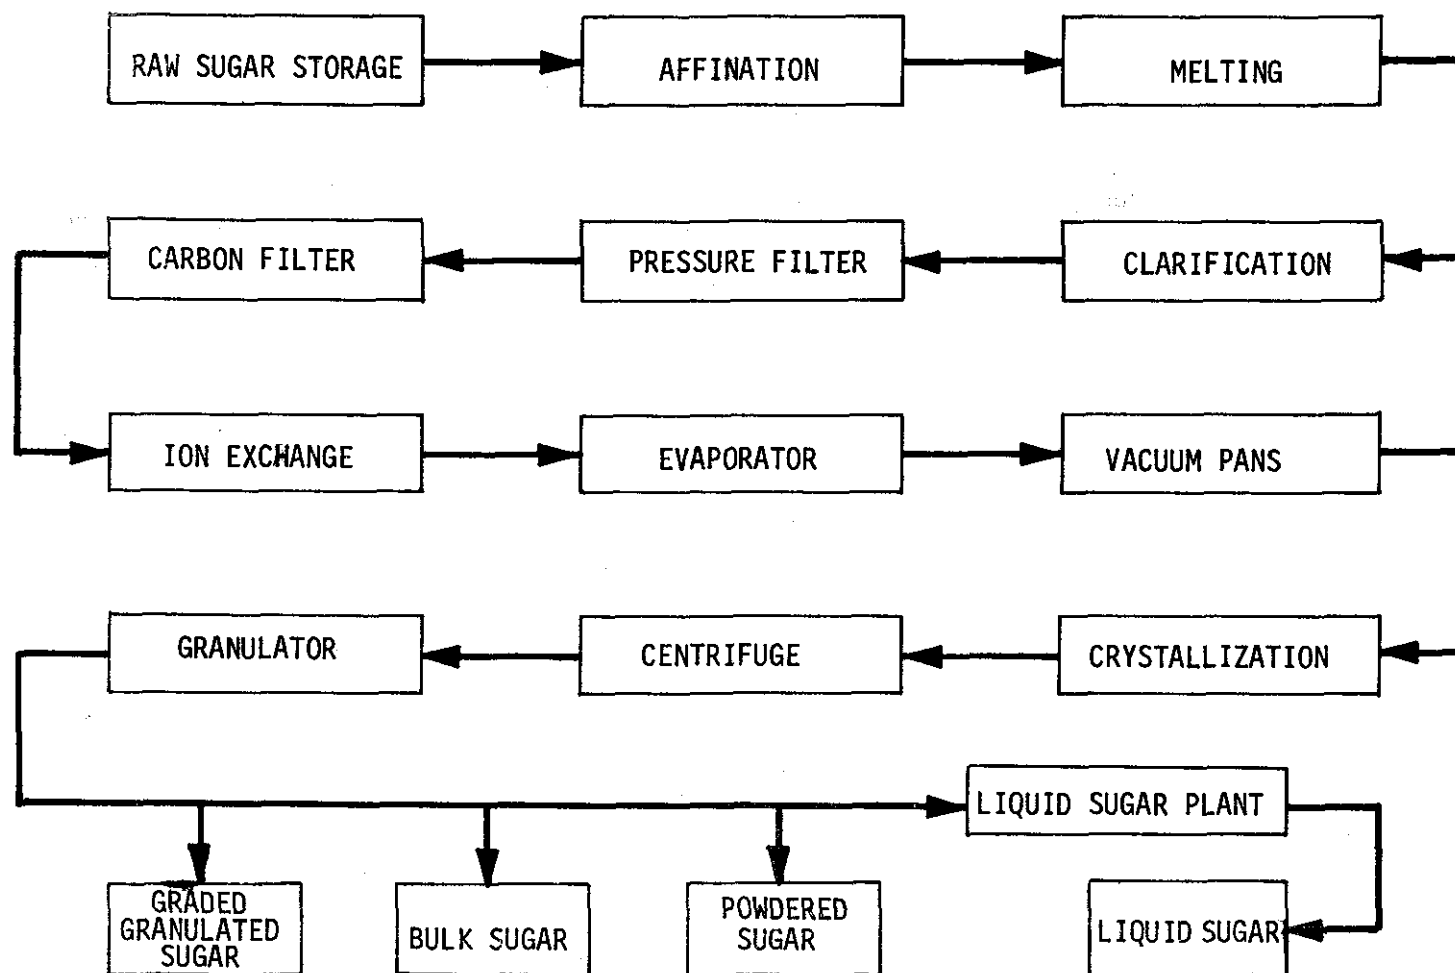 RAW SUGAR STORAGE
AFFINATION
MELTING
CARBON FILTER
PRESSURE FILTER
CLARIFICATION
ION EXCHANGE
EVAPORATOR
VACUUM PANS
GRANULATOR
CENTRIFUGE
CRYSTALLIZATION
LIQUID SUGAR PLANT
GRADED
GRANULATED
SUGAR
BULK SUGAR
POWDERED
SUGAR
LIQUID SUGAR